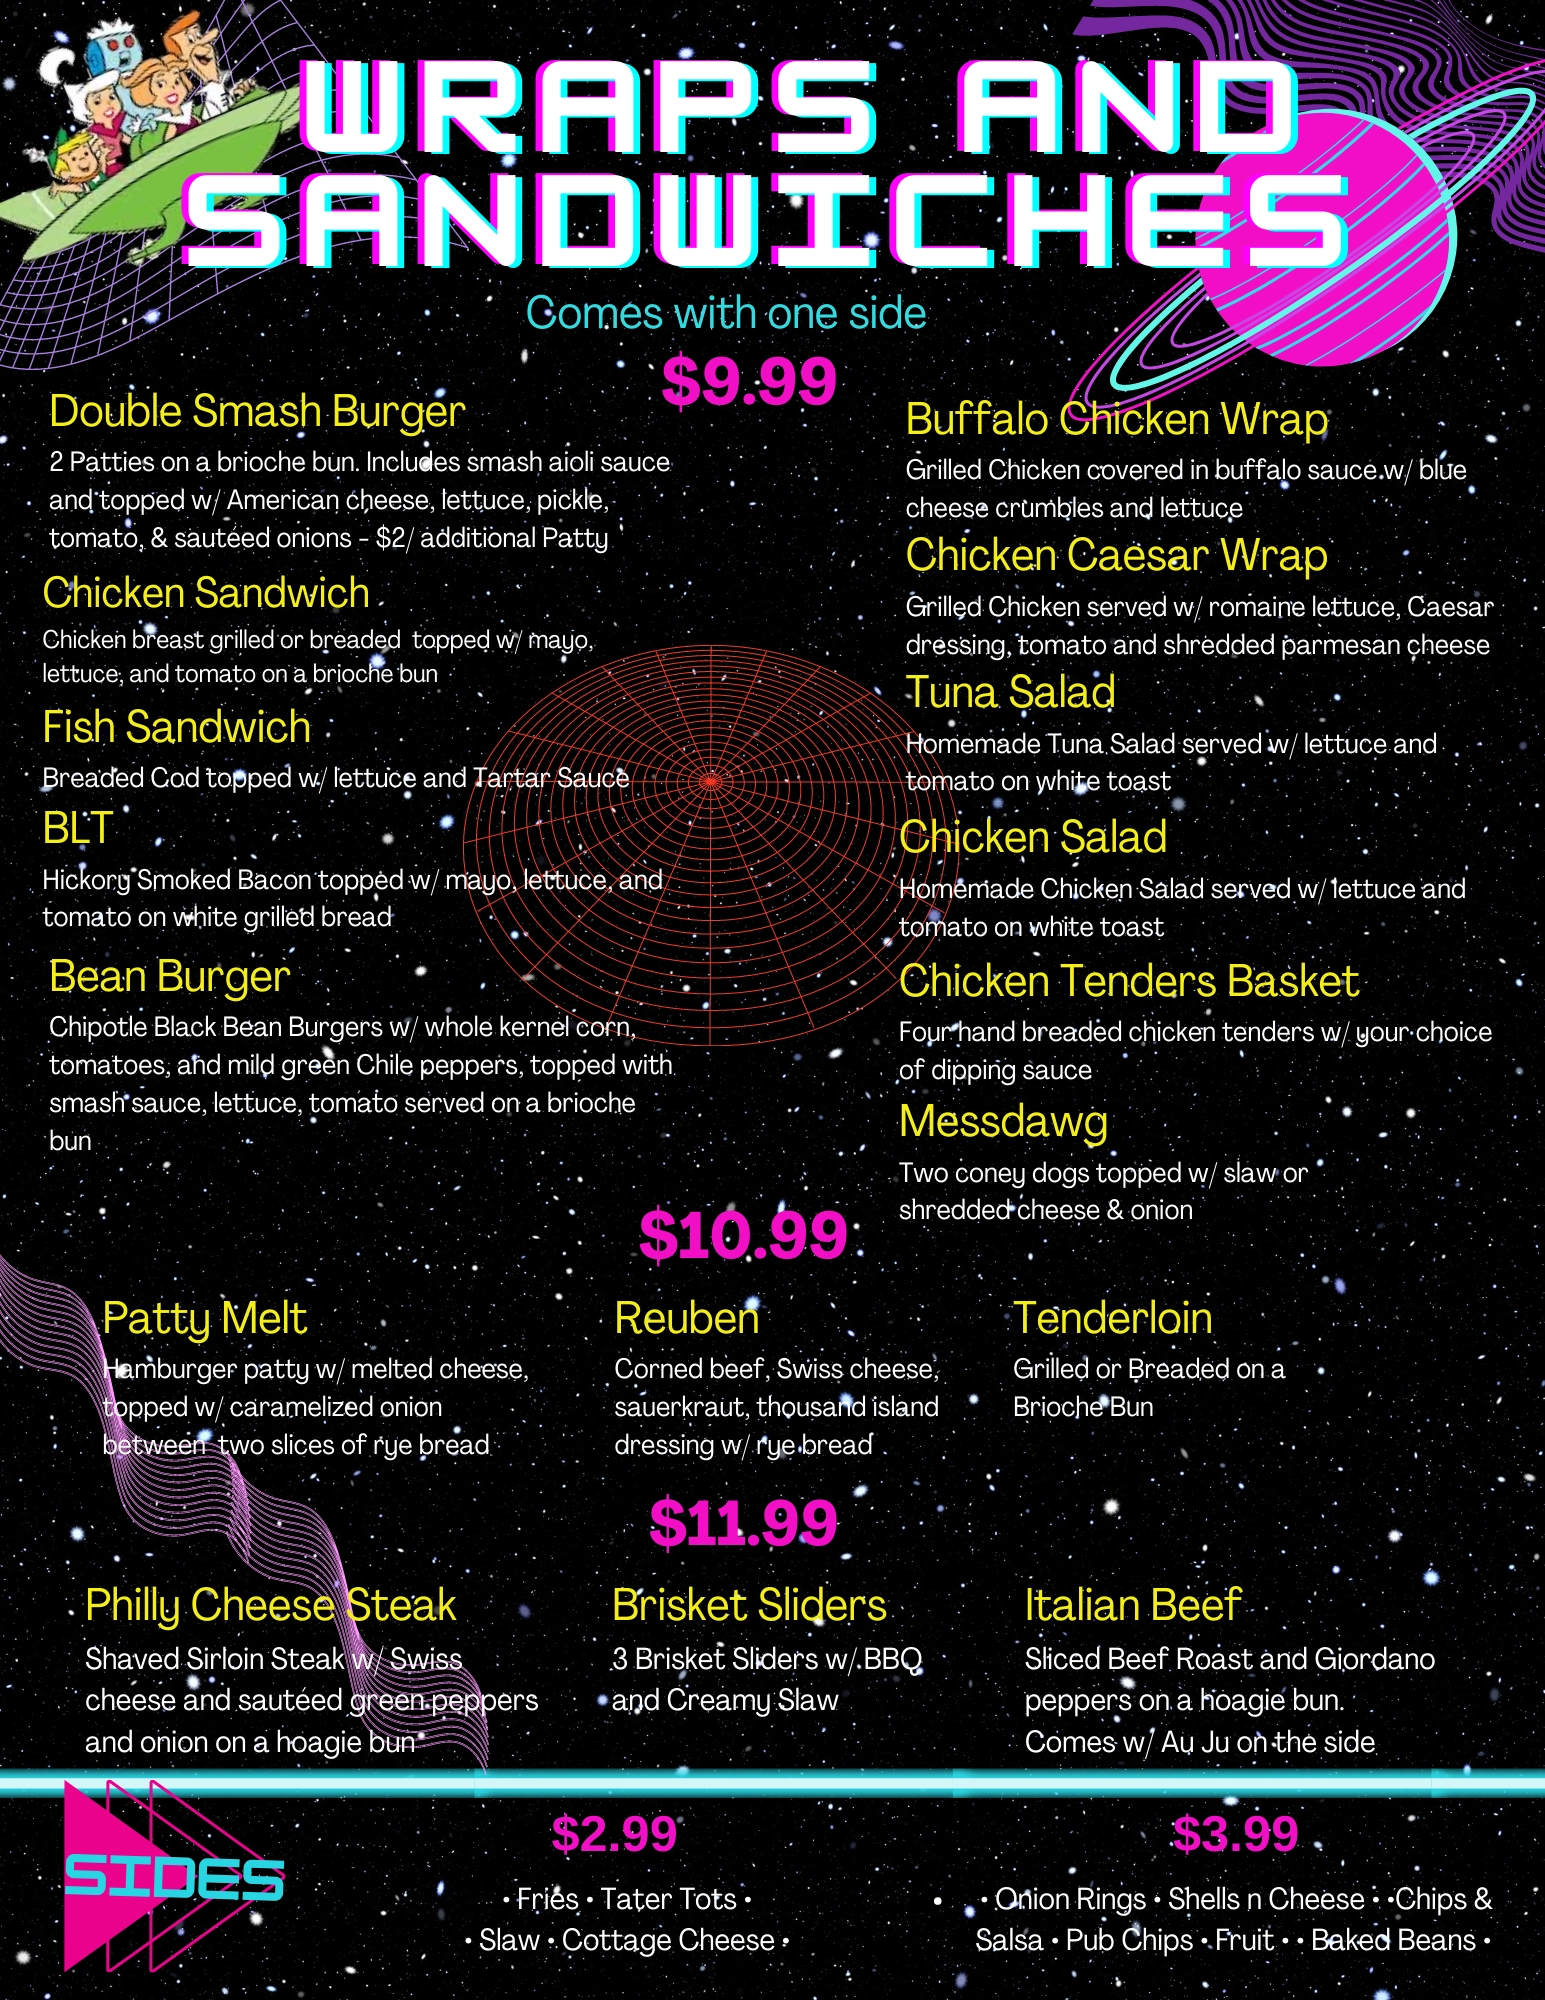 WRAPS AND
SANDWICHES
Comes with one side
$9.99
Double Smash Burger
2 Patties on a brioche bun. Includes smash aioli sauce
and topped w/ American cheese, lettuce, pickle,
tomato, & sautéed onions - $2/ additional Patty
Chicken Sandwich
Chicken breast grilled or breaded  topped w/ mayo,
lettuce, and tomato on a brioche bun
Fish Sandwich
Breaded Cod topped w/ lettuce and Tartar Sauce
BLT
Hickory Smoked Bacon topped w/ mayo, lettuce, and
tomato on white grilled bread
Bean Burger
Chipotle Black Bean Burgers w/ whole kernel corn,
tomatoes, and mild green Chile peppers, topped with
smash sauce, lettuce, tomato served on a brioche
bun
Buffalo Chicken Wrap
Grilled Chicken covered in buffalo sauce w/ blue
cheese crumbles and lettuce
Chicken Caesar Wrap
Grilled Chicken served w/ romaine lettuce, Caesar
dressing, tomato and shredded parmesan cheese
Tuna Salad
Homemade Tuna Salad served w/ lettuce and
tomato on white toast
Chicken Salad
Homemade Chicken Salad served w/ lettuce and
tomato on white toast
Chicken Tenders Basket
Four hand breaded chicken tenders w/ your choice
of dipping sauce
Messdawg
Two coney dogs topped w/ slaw or
shredded cheese & onion
$10.99
Patty Melt
Hamburger patty w/ melted cheese,
topped w/ caramelized onion
between  two slices of rye bread
Reuben
Corned beef, Swiss cheese,
sauerkraut, thousand island
dressing w/ rye bread
Tenderloin
Grilled or Breaded on a
Brioche Bun
$11.99
Philly Cheese Steak
Shaved Sirloin Steak w/ Swiss
cheese and sautéed green peppers
and onion on a hoagie bun
Brisket Sliders
3 Brisket Sliders w/ BBQ
and Creamy Slaw
Italian Beef
Sliced Beef Roast and Giordano
peppers on a hoagie bun.
Comes w/ Au Ju on the side
SIDES
$2.99
• Fries • Tater Tots •
• Slaw • Cottage Cheese •
$3.99
• • Onion Rings • Shells n Cheese • •Chips &
Salsa • Pub Chips • Fruit • • Baked Beans •